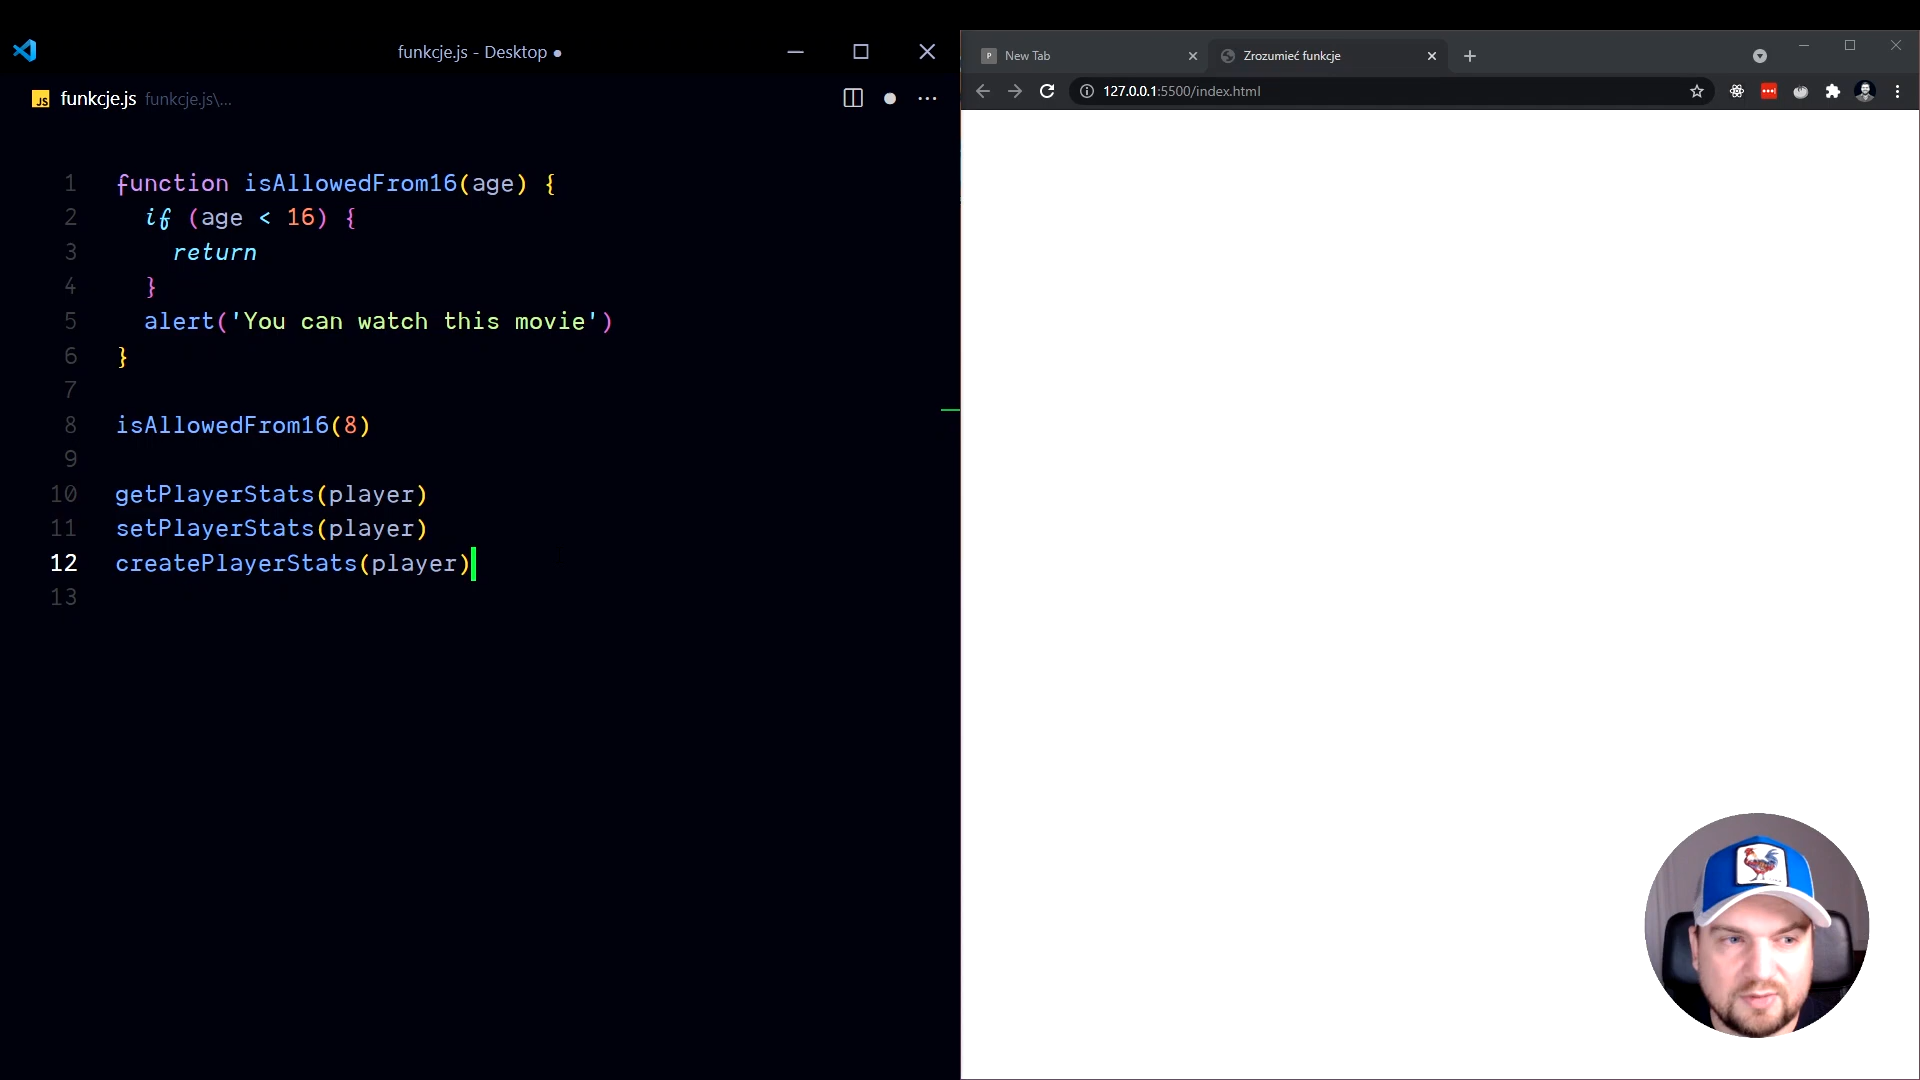 funkcje.js - Desktop ●
JS funkcje.js funkcje.js\...
1 function isAllowedFrom16(age) {
2 if (age < 16) {
3 return
4 }
5 alert('You can watch this movie')
6 }
7
8 isAllowedFrom16(8)
9
10 getPlayerStats(player)
11 setPlayerStats(player)
12 createPlayerStats(player)
13
P New Tab
Zrozumieć funkcje
127.0.0.1:5500/index.html